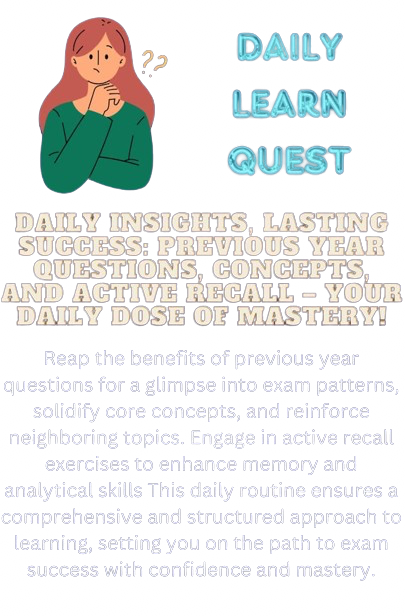 ??
DAILY
LEARN
QUEST
DAILY INSIGHTS, LASTING
SUCCESS: PREVIOUS YEAR
QUESTIONS, CONCEPTS,
AND ACTIVE RECALL – YOUR
DAILY DOSE OF MASTERY!
Reap the benefits of previous year
questions for a glimpse into exam patterns,
solidify core concepts, and reinforce
neighboring topics. Engage in active recall
exercises to enhance memory and
analytical skills This daily routine ensures a
comprehensive and structured approach to
learning, setting you on the path to exam
success with confidence and mastery.